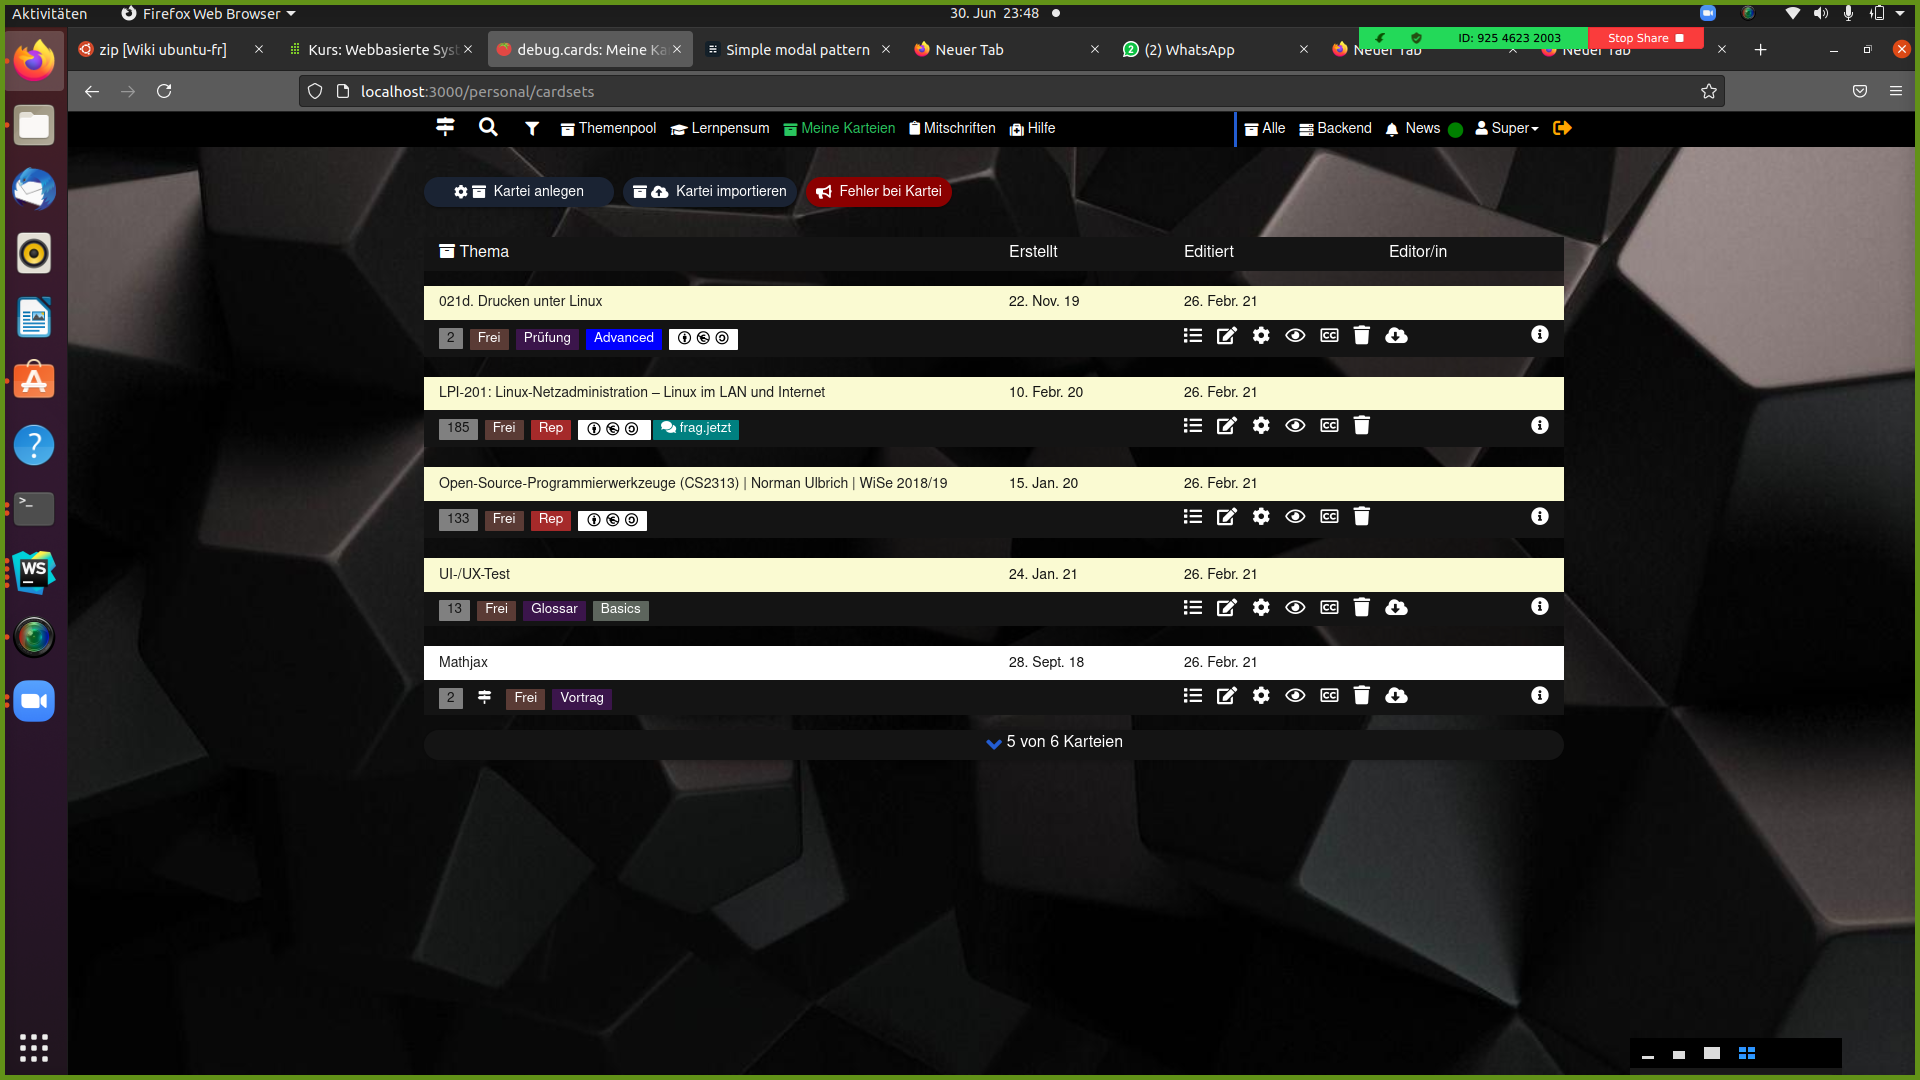 Aktivitäten
Firefox Web Browser
30. Jun 23:48
zip [Wiki ubuntu-fr]
Kurs: Webbasierte Syst
debug.cards: Meine Ka
Simple modal pattern
Neuer Tab
(2) WhatsApp
Neuer Tab
Neuer Tab
ID: 925 4623 2003
Stop Share
localhost:3000/personal/cardsets
Themenpool
Lernpensum
Meine Karteien
Mitschriften
Hilfe
Alle
Backend
News
Super
Kartei anlegen
Kartei importieren
Fehler bei Kartei
Thema Erstellt Editiert Editor/in
021d. Drucken unter Linux 22. Nov. 19 26. Febr. 21
2 Frei Prüfung Advanced
LPI-201: Linux-Netzadministration – Linux im LAN und Internet 10. Febr. 20 26. Febr. 21
185 Frei Rep frag.jetzt
Open-Source-Programmierwerkzeuge (CS2313) | Norman Ulbrich | WiSe 2018/19 15. Jan. 20 26. Febr. 21
133 Frei Rep
UI-/UX-Test 24. Jan. 21 26. Febr. 21
13 Frei Glossar Basics
Mathjax 28. Sept. 18 26. Febr. 21
2 Frei Vortrag
5 von 6 Karteien